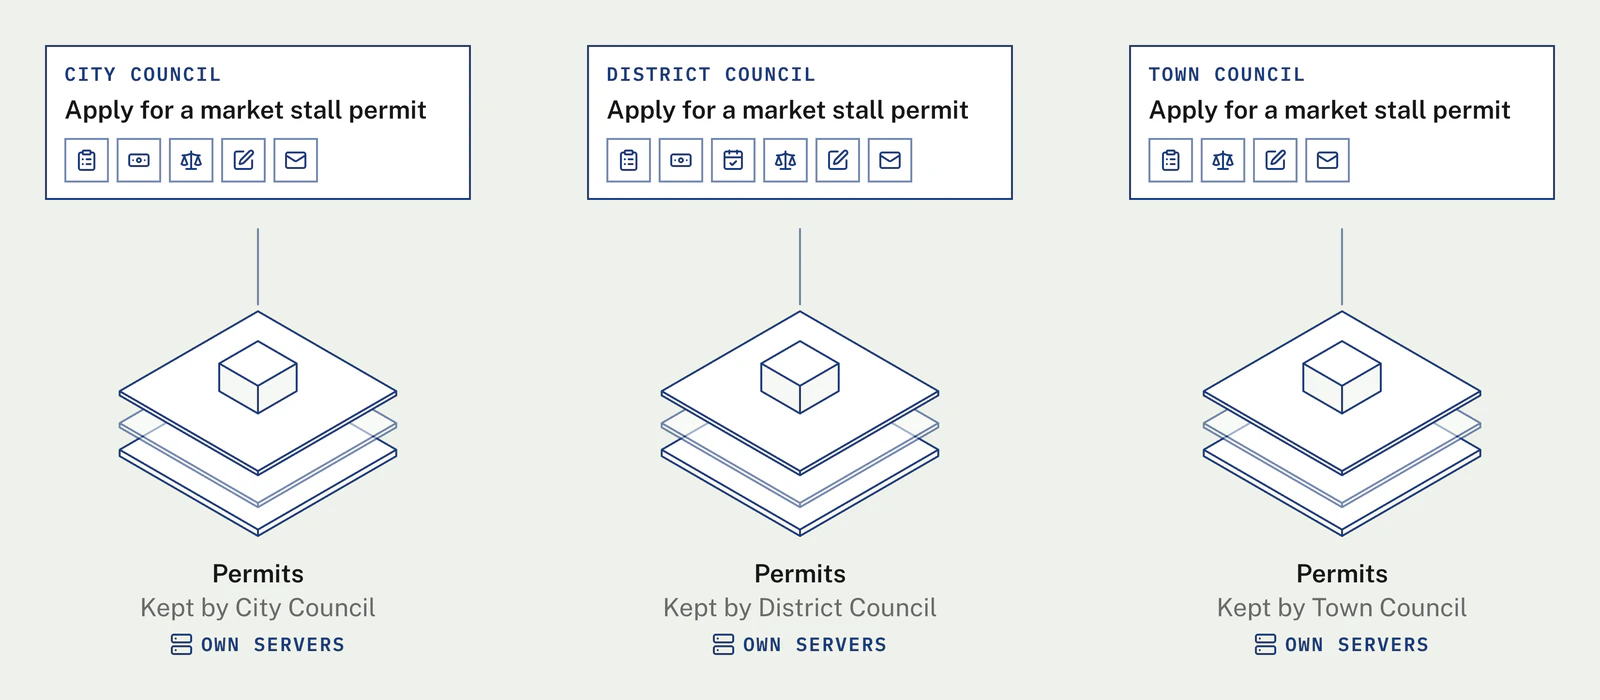 CITY COUNCIL
Apply for a market stall permit
DISTRICT COUNCIL
Apply for a market stall permit
TOWN COUNCIL
Apply for a market stall permit
Permits
Kept by City Council
OWN SERVERS
Permits
Kept by District Council
OWN SERVERS
Permits
Kept by Town Council
OWN SERVERS